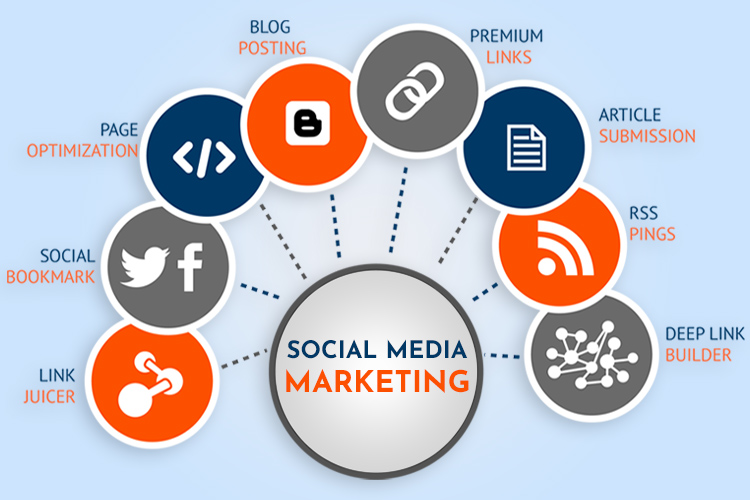 BLOG
POSTING
PREMIUM
LINKS
PAGE
OPTIMIZATION
ARTICLE
SUBMISSION
SOCIAL
BOOKMARK
RSS
PINGS
LINK
JUICER
DEEP LINK
BUILDER
SOCIAL MEDIA
MARKETING